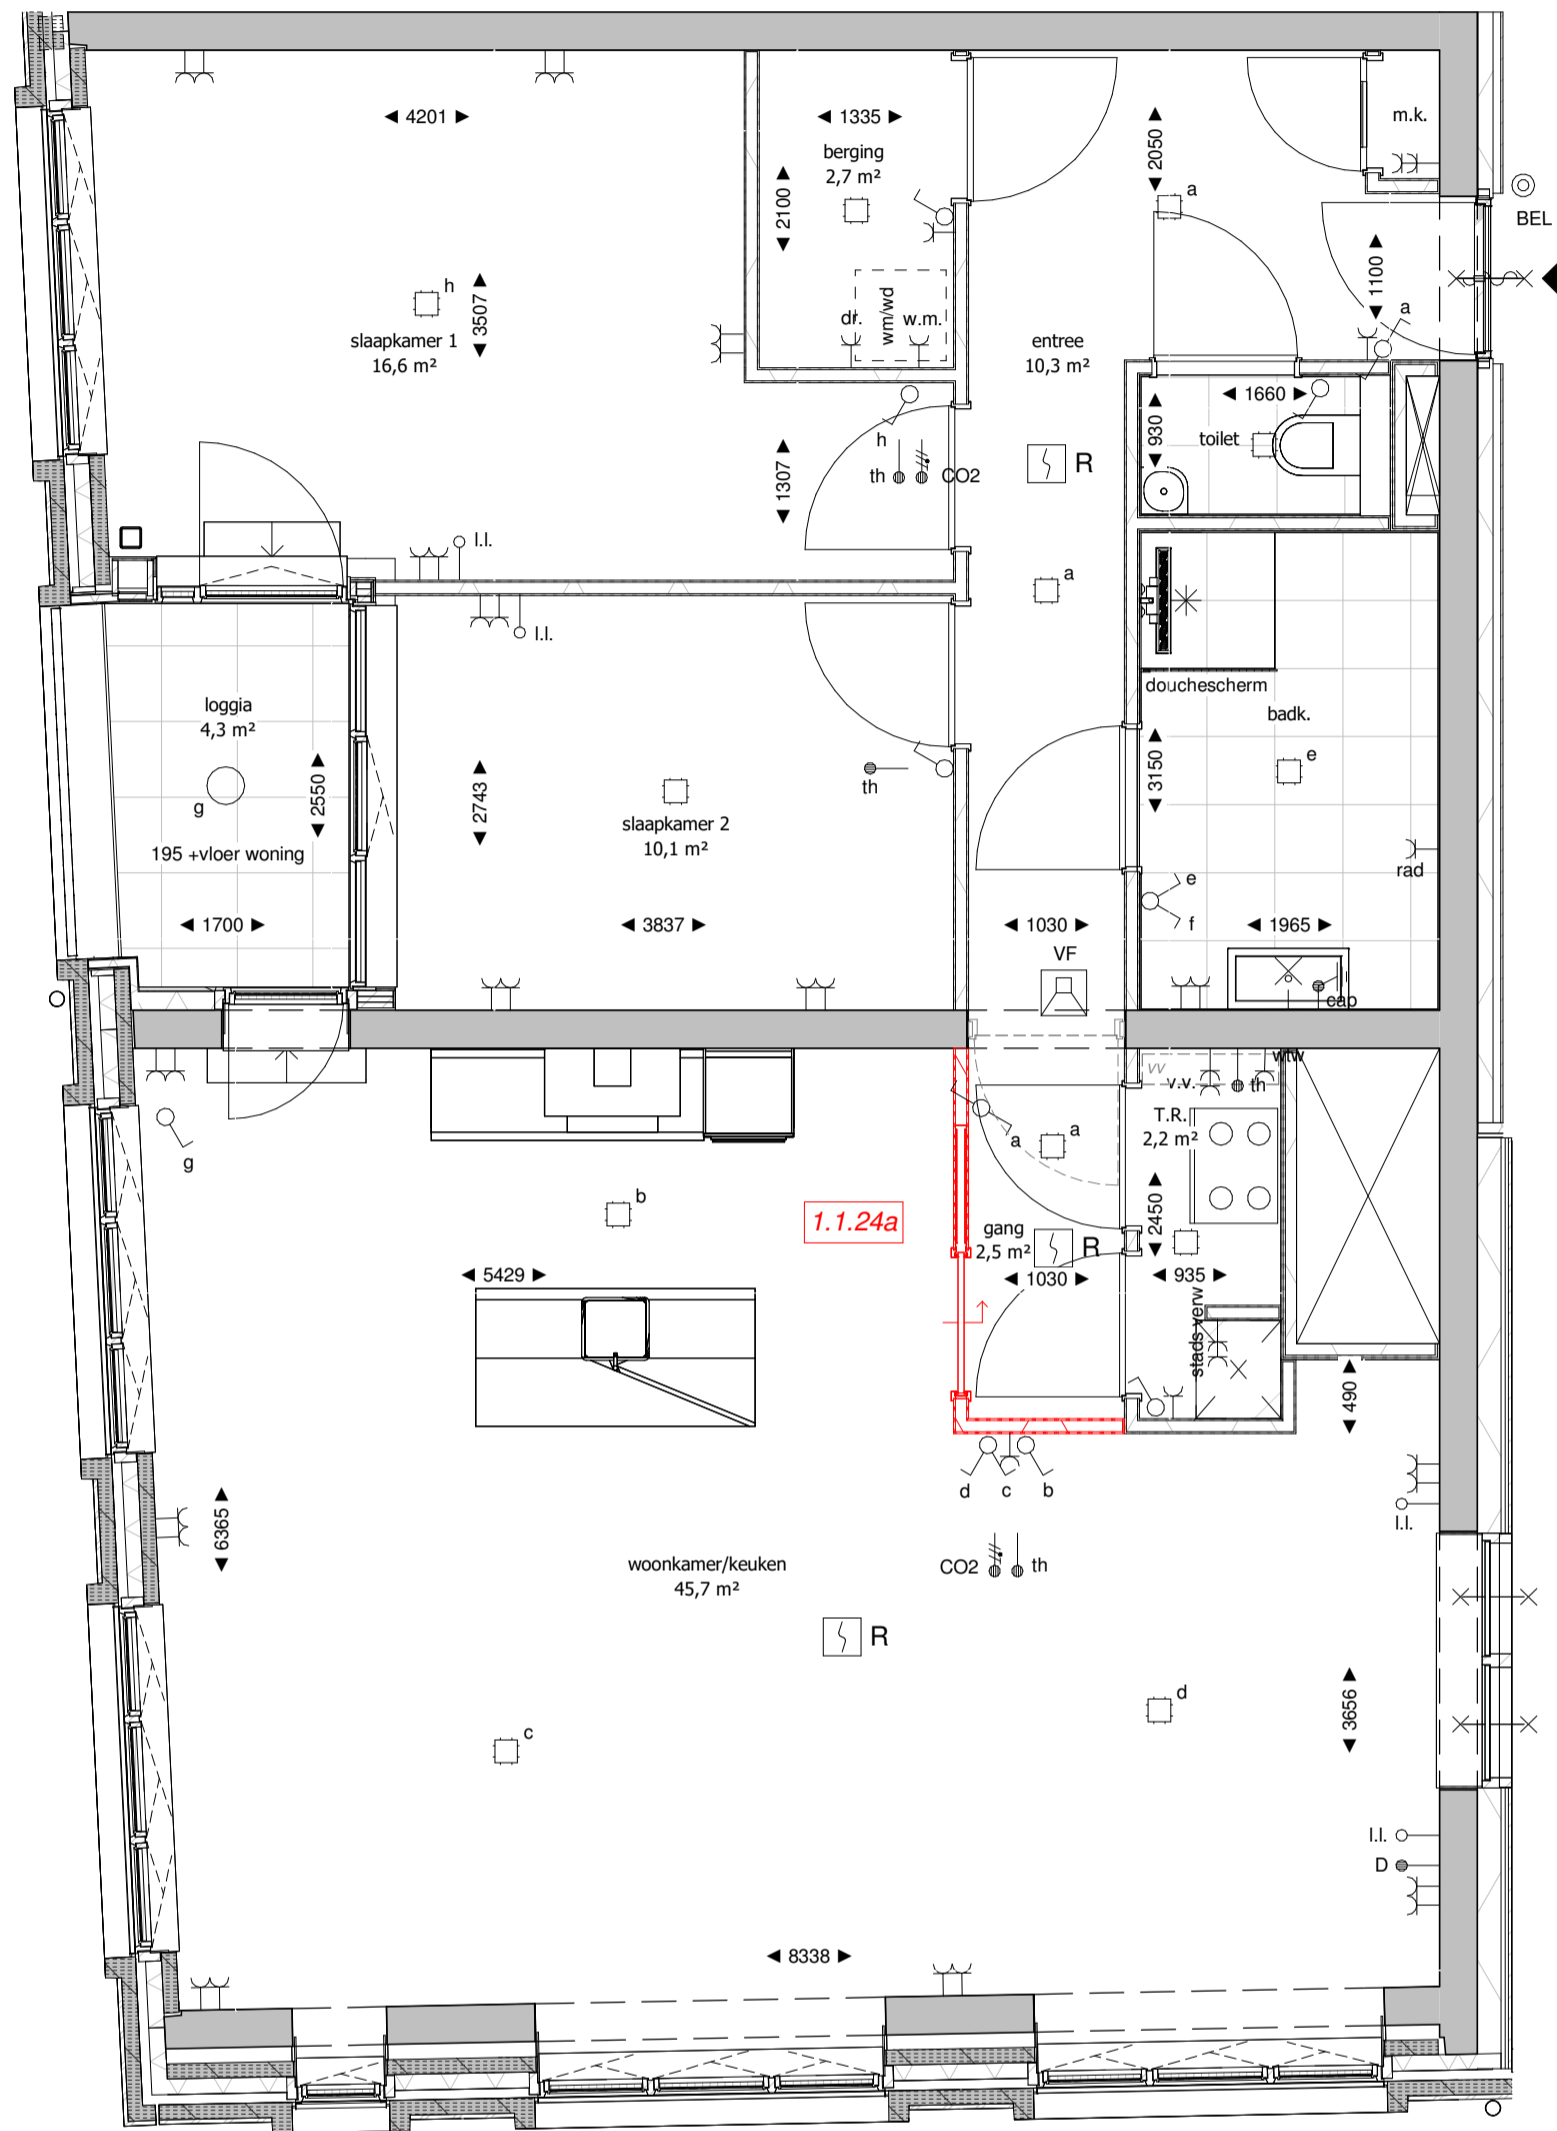 4201
1335
berging
2,7 m²
2100
2050
m.k.
a
BEL
1100
a
h
3507
slaapkamer 1
16,6 m²
dr.
wm/wd
w.m.
entree
10,3 m²
1660
930
toilet
h
1307
th
CO2
R
l.l.
a
l.l.
douchescherm
badk.
loggia
4,3 m²
g
2550
195 +vloer woning
1700
2743
th
slaapkamer 2
10,1 m²
3837
3150
e
rad
e
f
1030
1965
VF
cap
wtw
vv
v.v.
th
T.R.
2,2 m²
g
a
a
b
1.1.24a
gang
2,5 m²
R
2450
5429
1030
935
stads verw
490
d
c
b
l.l.
6365
CO2
th
woonkamer/keuken
45,7 m²
R
d
3656
c
l.l.
D
8338